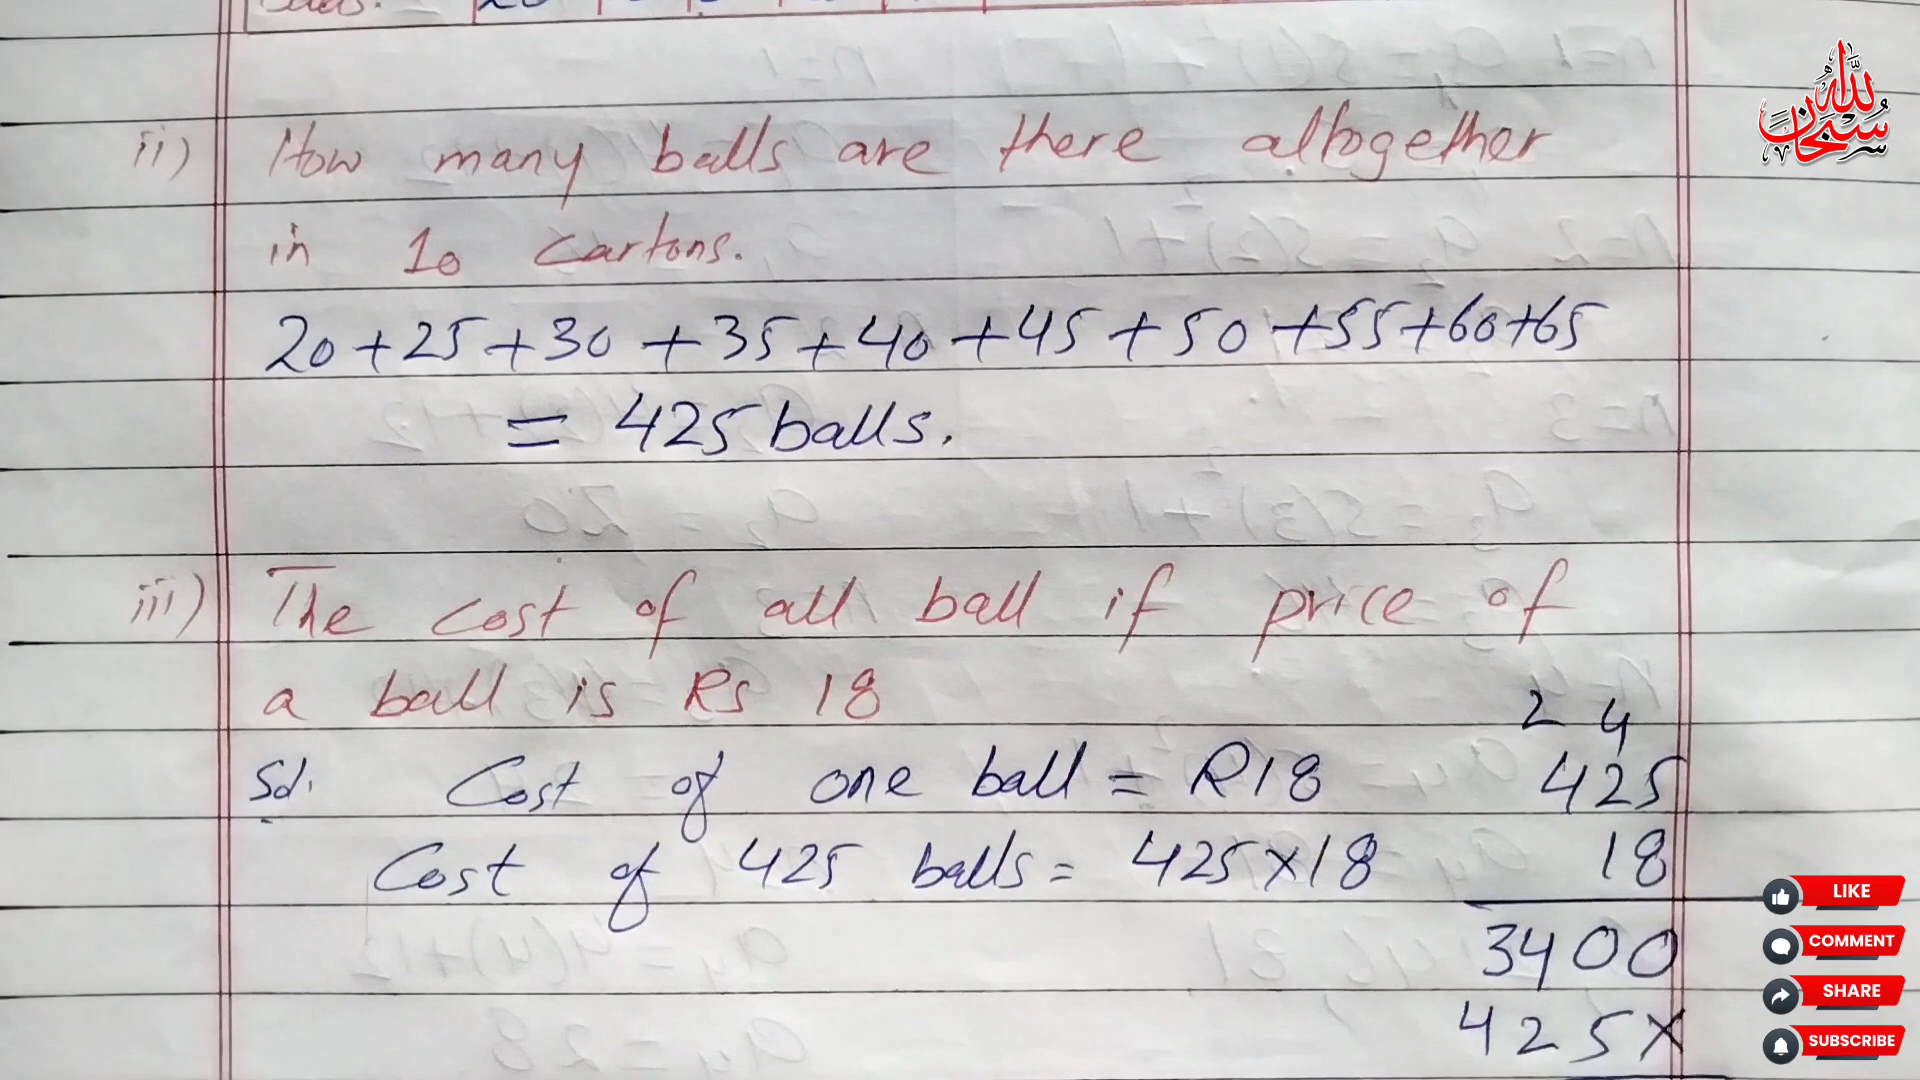 ii) How many balls are there altogether
in 10 cartons.
20+25+30+35+40+45+50+55+60+65
= 425 balls.
iii) The cost of all ball if price of
a ball is Rs 18
2 4
Sol. Cost of one ball = R18
425
Cost of 425 balls = 425×18
18
3400
425×
سُبْحَانَ اللّٰه
LIKE
COMMENT
SHARE
SUBSCRIBE